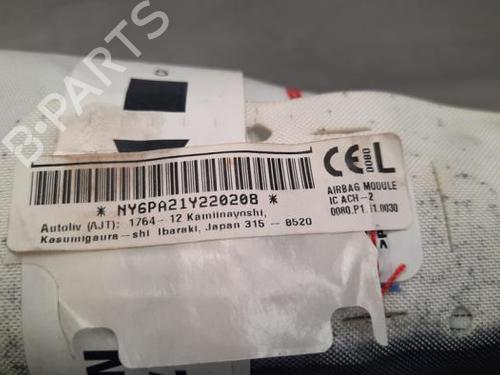 5
B-PARTS
* NY6PA21Y220208 *
Autoliv (AJT): 1764-12 Kamiinayoshi,
Kasumigaura-shi Ibaraki, Japan 315-8520
CE 0080
AIRBAG MODULE
IC ACH-2
0080.P1.11.0030
N